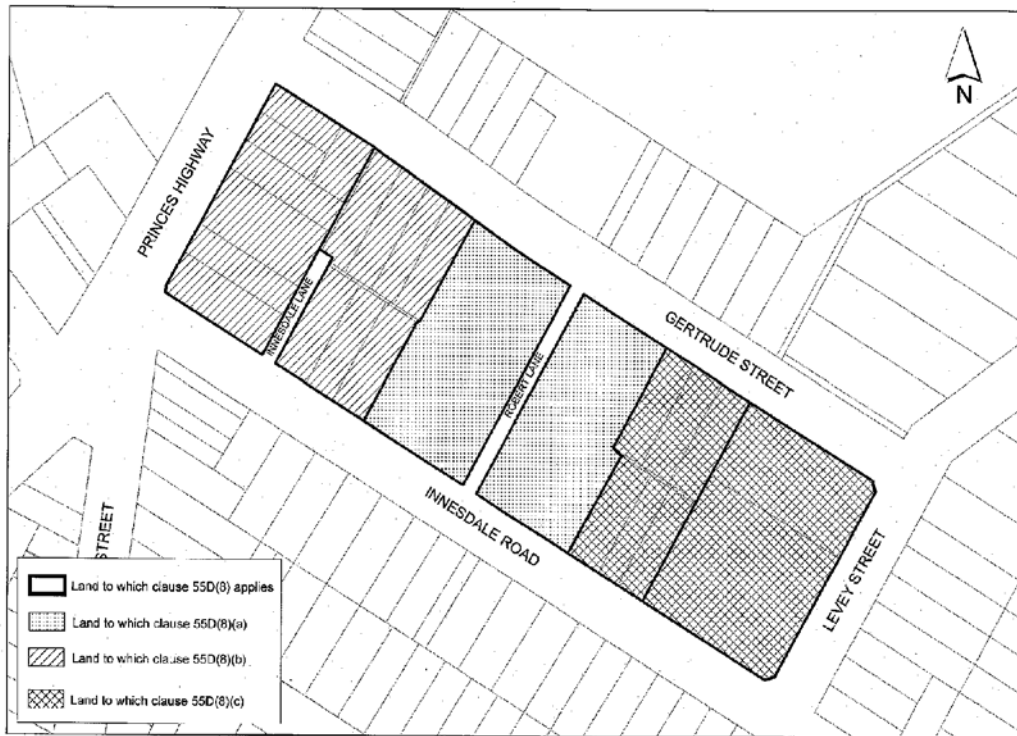 N
PRINCES HIGHWAY
INNESDALE LANE
ROBERT LANE
GERTRUDE STREET
INNESDALE ROAD
LEVEY STREET
STREET
Land to which clause 55D(8) applies
Land to which clause 55D(8)(a)
Land to which clause 55D(8)(b)
Land to which clause 55D(8)(c)